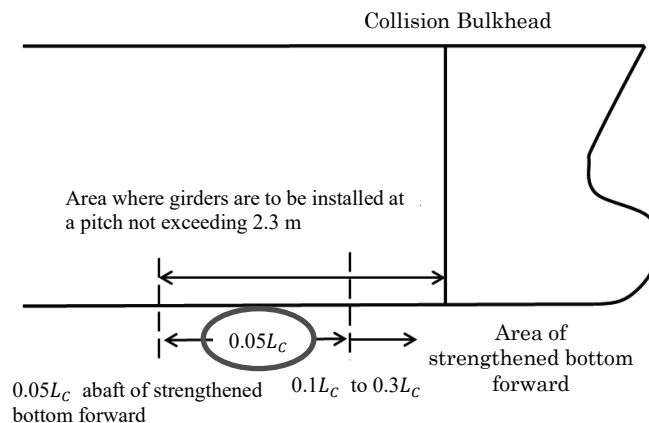 Collision Bulkhead
Area where girders are to be installed at
a pitch not exceeding 2.3 m
0.05L_C
0.05L_C abaft of strengthened
bottom forward
0.1L_C to 0.3L_C
Area of
strengthened bottom
forward